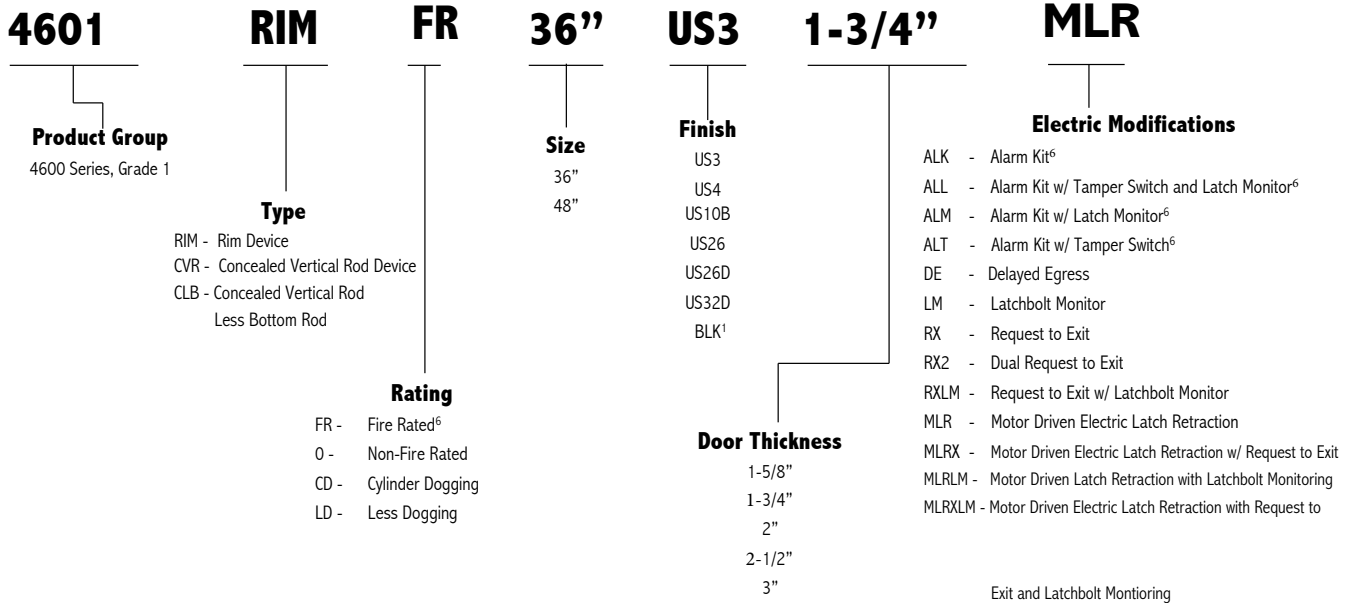 4601 RIM FR 36” US3 1-3/4” MLR
Product Group
4600 Series, Grade 1
Type
RIM - Rim Device
CVR - Concealed Vertical Rod Device
CLB - Concealed Vertical Rod
Less Bottom Rod
Rating
FR - Fire Rated6
0 - Non-Fire Rated
CD - Cylinder Dogging
LD - Less Dogging
Size
36”
48”
Finish
US3
US4
US10B
US26
US26D
US32D
BLK1
Door Thickness
1-5/8”
1-3/4”
2”
2-1/2”
3”
Electric Modifications
ALK - Alarm Kit6
ALL - Alarm Kit w/ Tamper Switch and Latch Monitor6
ALM - Alarm Kit w/ Latch Monitor6
ALT - Alarm Kit w/ Tamper Switch6
DE - Delayed Egress
LM - Latchbolt Monitor
RX - Request to Exit
RX2 - Dual Request to Exit
RXLM - Request to Exit w/ Latchbolt Monitor
MLR - Motor Driven Electric Latch Retraction
MLRX - Motor Driven Electric Latch Retraction w/ Request to Exit
MLRLM - Motor Driven Latch Retraction with Latchbolt Monitoring
MLRXLM - Motor Driven Electric Latch Retraction with Request to
Exit and Latchbolt Montioring